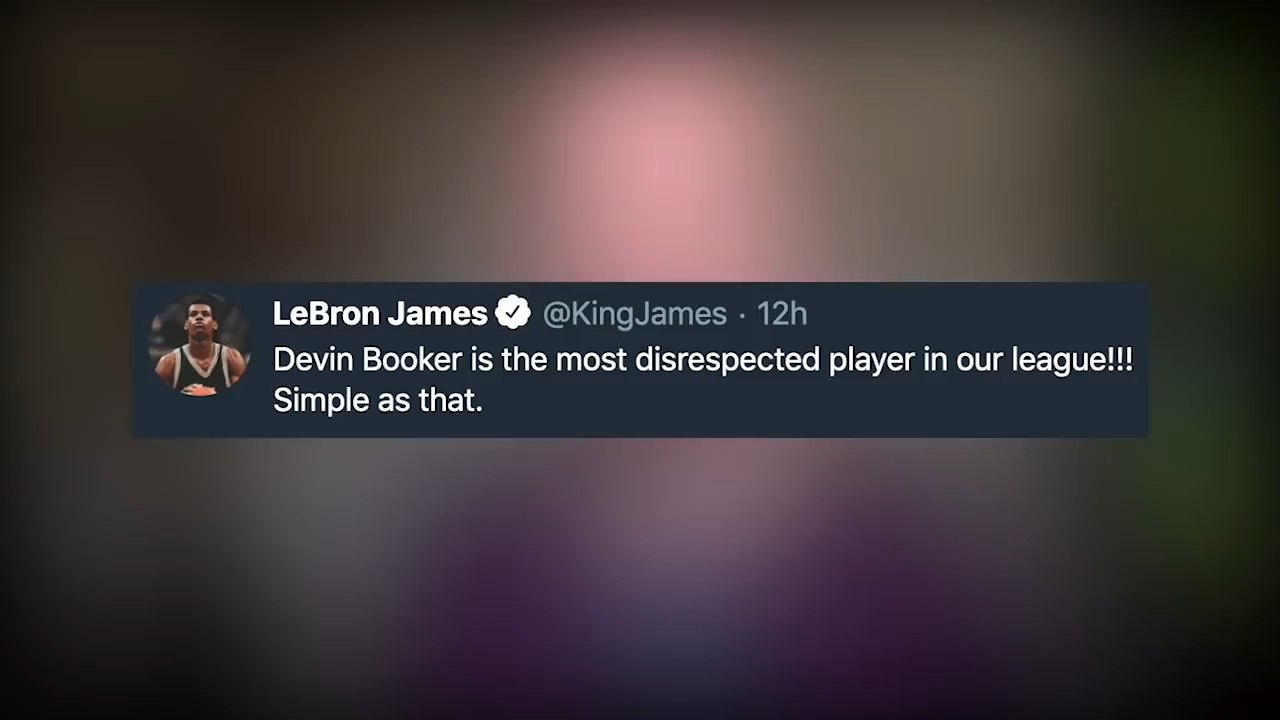 LeBron James @KingJames · 12h
Devin Booker is the most disrespected player in our league!!!
Simple as that.